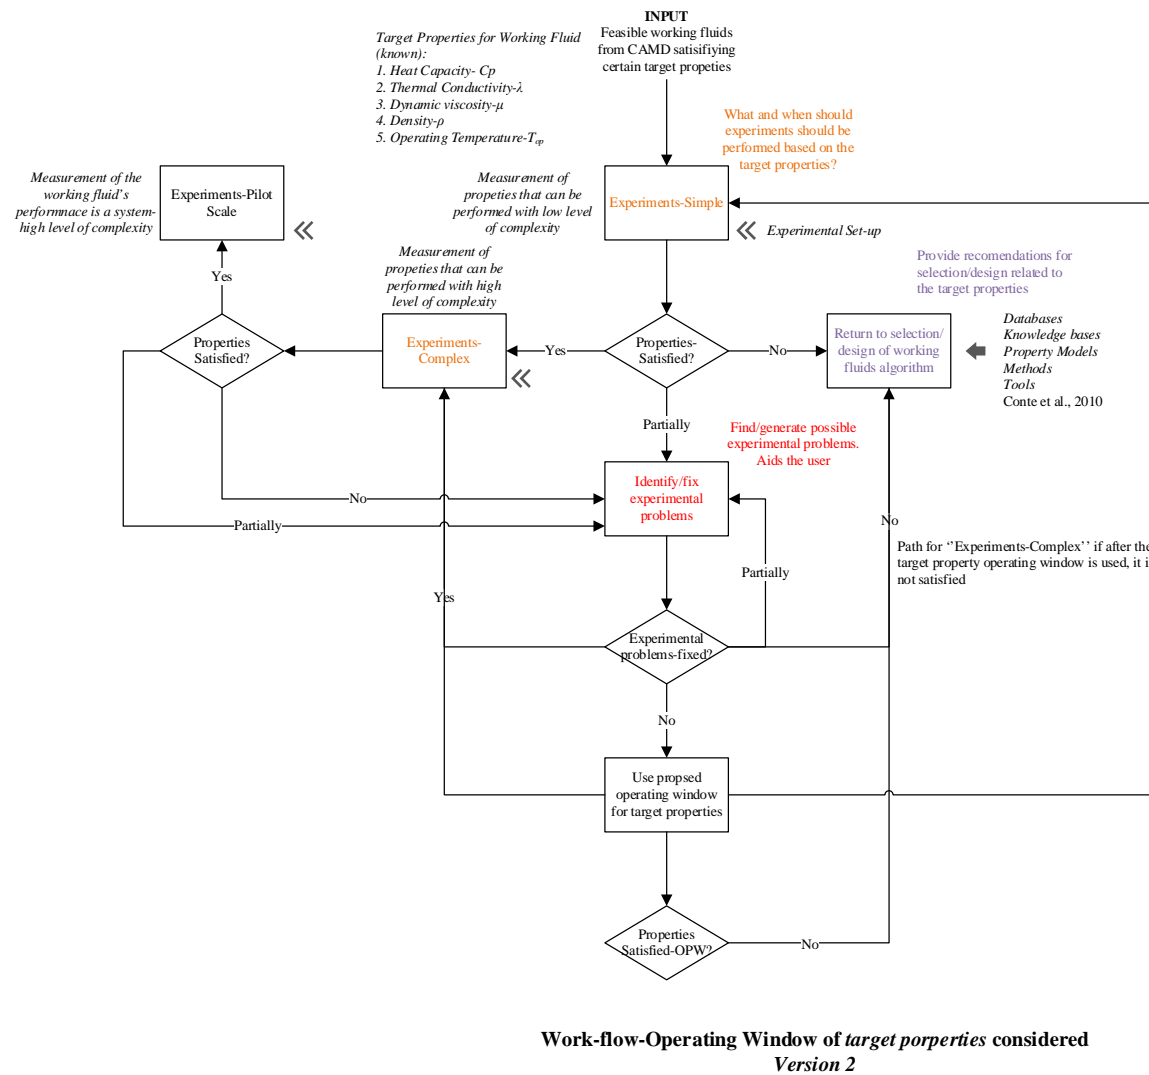 INPUT
Feasible working fluids
from CAMD satisifiying
certain target propeties
Target Properties for Working Fluid
(known):
1. Heat Capacity- Cp
2. Thermal Conductivity-λ
3. Dynamic viscosity-μ
4. Density-ρ
5. Operating Temperature-Top
What and when should
experiments should be
performed based on the
target properties?
Measurement of the
working fluid's
performnace is a system-
high level of complexity
Experiments-Pilot
Scale
Measurement of
propeties that can be
performed with low level
of complexity
Experiments-Simple
Experimental Set-up
Yes
Measurement of
propeties that can be
performed with high
level of complexity
Provide recomendations for
selection/design related to
the target properties
Properties
Satisfied?
Experiments-
Complex
Yes
Properties-
Satisfied?
No
Return to selection/
design of working
fluids algorithm
Databases
Knowledge bases
Property Models
Methods
Tools
Conte et al., 2010
Partially
Find/generate possible
experimental problems.
Aids the user
Identify/fix
experimental
problems
No
Partially
No
Path for ‘’Experiments-Complex’’ if after the
target property operating window is used, it i
not satisfied
Partially
Yes
Experimental
problems-fixed?
No
Use propsed
operating window
for target properties
Properties
Satisfied-OPW?
No
Work-flow-Operating Window of target porperties considered
Version 2